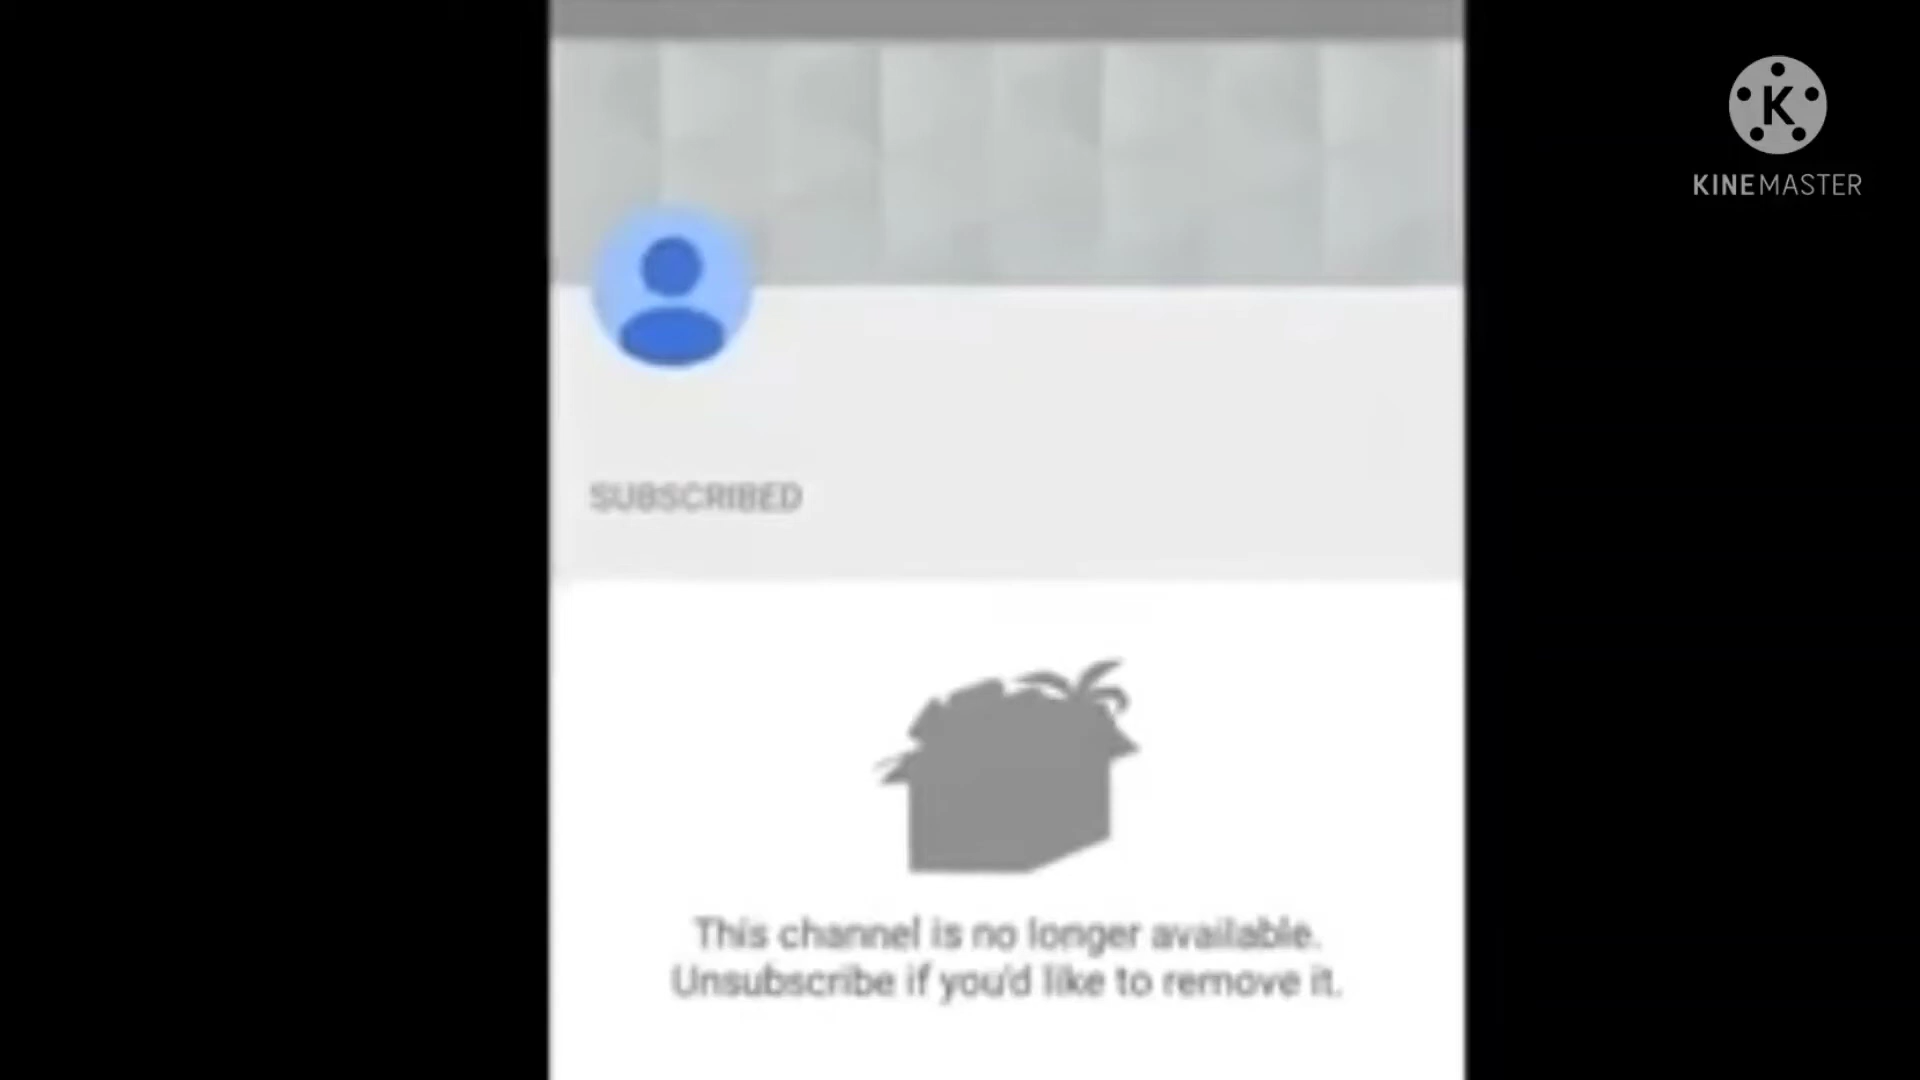 K
KINEMASTER
SUBSCRIBED
This channel is no longer available.
Unsubscribe if you'd like to remove it.